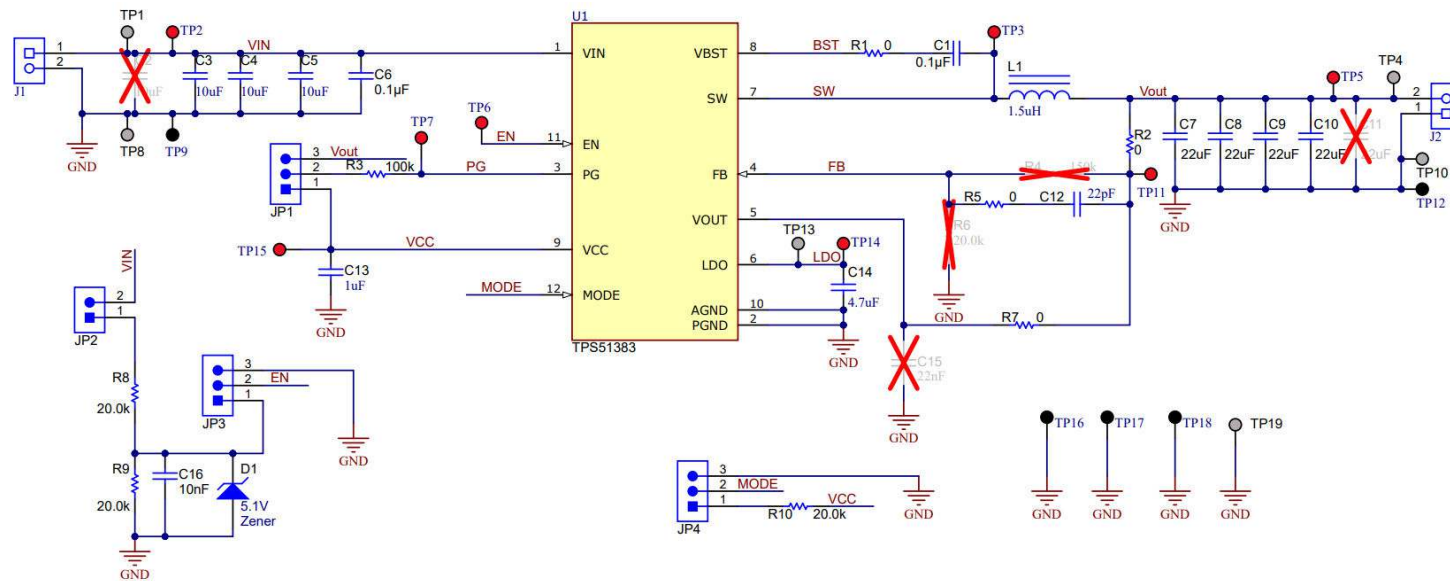 U1
TP1
TP2
VIN
1
VIN
VBST
8
BST
R1
0
C1
0.1µF
TP3
1
2
J1
C3
10uF
C4
10uF
C5
10uF
C6
0.1µF
SW
7
SW
L1
1.5uH
Vout
TP5
TP4
2
1
J2
TP8
TP9
GND
TP6
EN
11
EN
TP7
R2
0
C7
22uF
C8
22uF
C9
22uF
C10
22uF
C11
22uF
3
Vout
2
R3
100k
PG
3
PG
1
JP1
FB
4
FB
R4
150k
TP11
TP10
TP12
GND
R5
0
C12
22pF
R6
20.0k
GND
VOUT
5
TP15
VCC
9
VCC
TP13
TP14
LDO
6
LDO
C13
1uF
GND
C14
4.7uF
MODE
12
MODE
AGND
10
PGND
2
GND
TPS51383
R7
0
C15
22nF
GND
VIN
2
1
JP2
R8
20.0k
3
2
EN
1
JP3
GND
R9
20.0k
C16
10nF
D1
5.1V
Zener
GND
3
2
MODE
1
R10
20.0k
VCC
JP4
GND
TP16
GND
TP17
GND
TP18
GND
TP19
GND